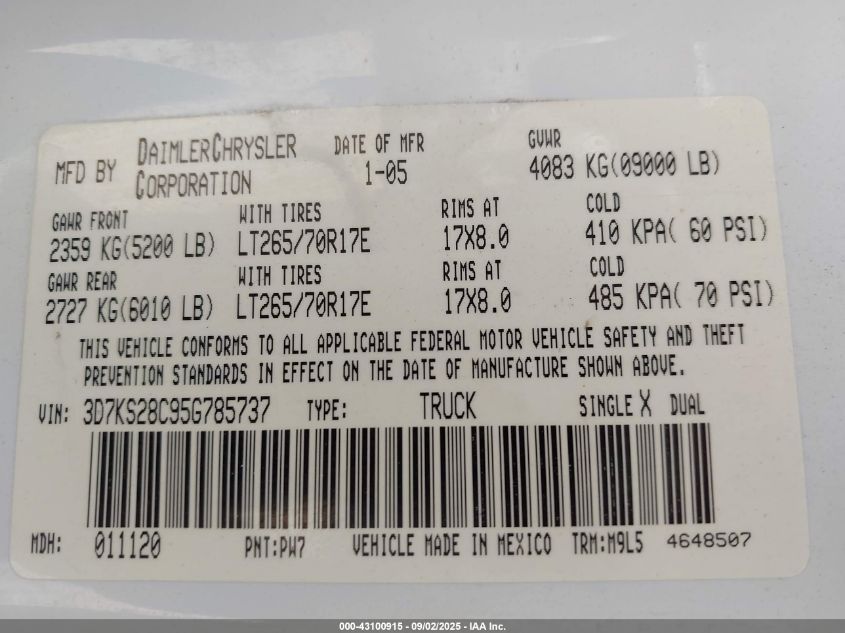 MFD BY DAIMLERCHRYSLER CORPORATION DATE OF MFR 1-05 GVWR 4083 KG(09000 LB)
GAWR FRONT WITH TIRES RIMS AT COLD
2359 KG(5200 LB) LT265/70R17E 17X8.0 410 KPA( 60 PSI)
GAWR REAR WITH TIRES RIMS AT COLD
2727 KG(6010 LB) LT265/70R17E 17X8.0 485 KPA( 70 PSI)
THIS VEHICLE CONFORMS TO ALL APPLICABLE FEDERAL MOTOR VEHICLE SAFETY AND THEFT
PREVENTION STANDARDS IN EFFECT ON THE DATE OF MANUFACTURE SHOWN ABOVE.
VIN: 3D7KS28C95G785737 TYPE: TRUCK SINGLE X DUAL
MDH: 011120 PNT:PW7 VEHICLE MADE IN MEXICO TRM:M9L5 4648507
000-43100915 - 09/02/2025 - IAA Inc.